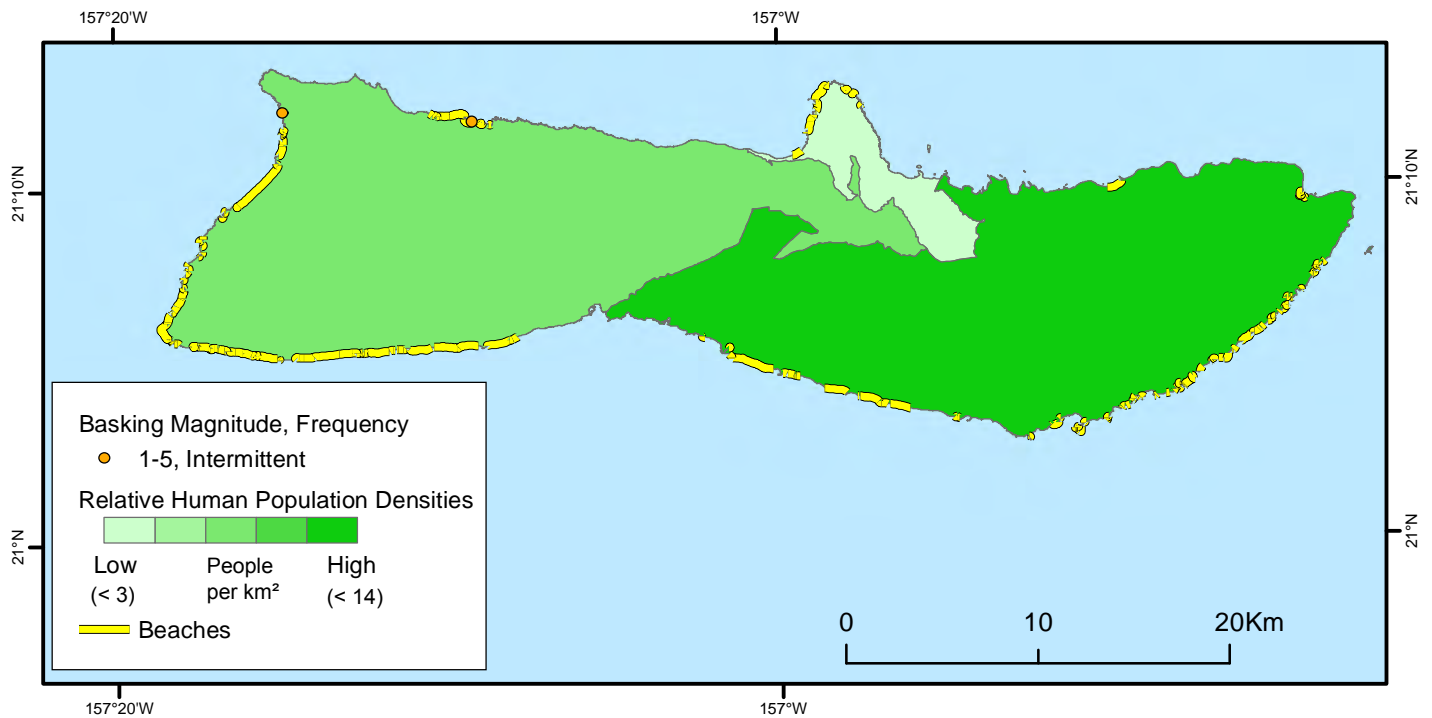 157°20'W
157°W
21°10'N
21°10'N
Basking Magnitude, Frequency
1-5, Intermittent
Relative Human Population Densities
Low
People
High
(< 3)
per km²
(< 14)
Beaches
21°N
21°N
0
10
20Km
157°20'W
157°W